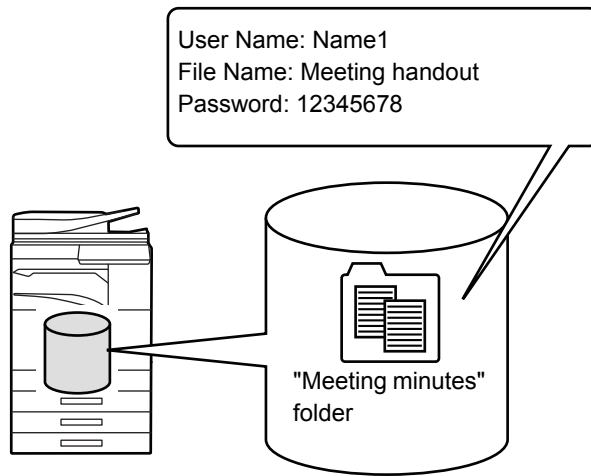 User Name: Name1
File Name: Meeting handout
Password: 12345678
"Meeting minutes"
folder